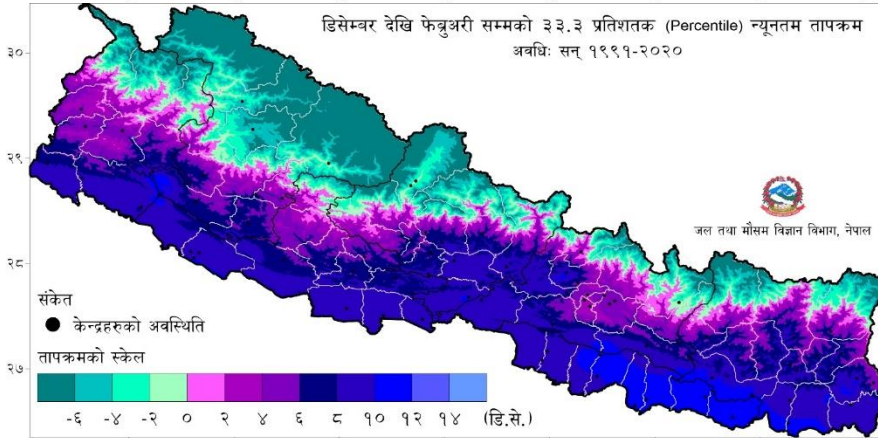 डिसेम्बर देखि फेब्रुअरी सम्मको ३३.३ प्रतिशतक (Percentile) न्यूनतम तापक्रम
अवधिः सन् १९९१-२०२०
३०
२९
२८
२७
जल तथा मौसम विज्ञान विभाग, नेपाल
संकेत
केन्द्रहरुको अवस्थिति
तापक्रमको स्केल
-६ -४ -२ ० २ ४ ६ ८ १० १२ १४ (डि.से.)